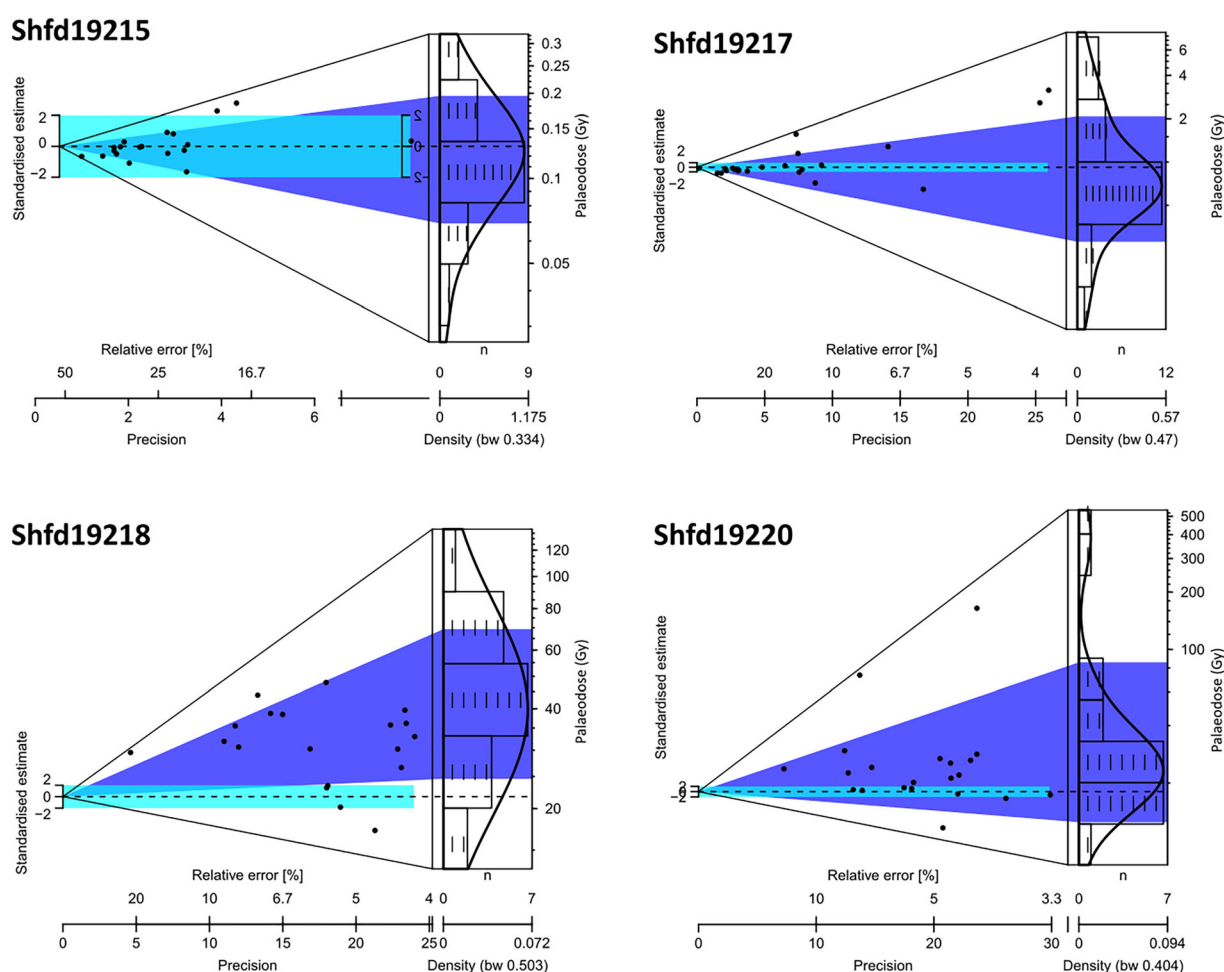 Shfd19215
Standardised estimate
2
0
−2
2
0
2
0.3
0.25
0.2
0.15
0.1
0.05
Palaeodose (Gy)
Relative error [%]
n
50 25 16.7
0 9
0 2 4 6
0 1.175
Precision
Density (bw 0.334)
Shfd19217
Standardised estimate
2
0
−2
6
4
2
Palaeodose (Gy)
Relative error [%]
n
20 10 6.7 5 4
0 12
0 5 10 15 20 25
0 0.57
Precision
Density (bw 0.47)
Shfd19218
Standardised estimate
2
0
−2
120
100
80
60
40
20
Palaeodose (Gy)
Relative error [%]
n
20 10 6.7 5 4
0 7
0 5 10 15 20 25
0 0.072
Precision
Density (bw 0.503)
Shfd19220
Standardised estimate
2
0
−2
500
400
300
200
100
Palaeodose (Gy)
Relative error [%]
n
10 5 3.3
0 7
0 10 20 30
0 0.094
Precision
Density (bw 0.404)